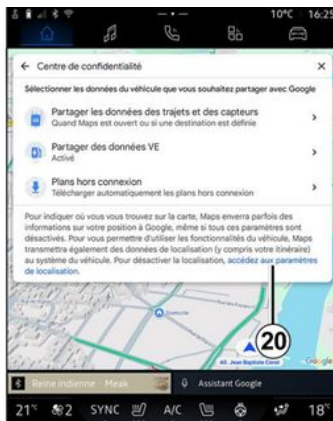 10°C 16:25
← Centre de confidentialité ×
Sélectionner les données du véhicule que vous souhaitez partager avec Google
Partager les données des trajets et des capteurs
Quand Maps est ouvert ou si une destination est définie
Partager des données VE
Activé
Plans hors connexion
Télécharger automatiquement les plans hors connexion
Pour indiquer où vous vous trouvez sur la carte, Maps enverra parfois des
informations sur votre position à Google, même si tous ces paramètres sont
désactivés. Pour vous permettre d'utiliser les fonctionnalités du véhicule, Maps
transmettra également des données de localisation (y compris votre itinéraire)
au système du véhicule. Pour désactiver la localisation, accédez aux paramètres
de localisation.
Domicile
20
All. Jean Baptiste Corot
Google
Reine indienne · Meak
Assistant Google
21° 2 SYNC A/C 18°